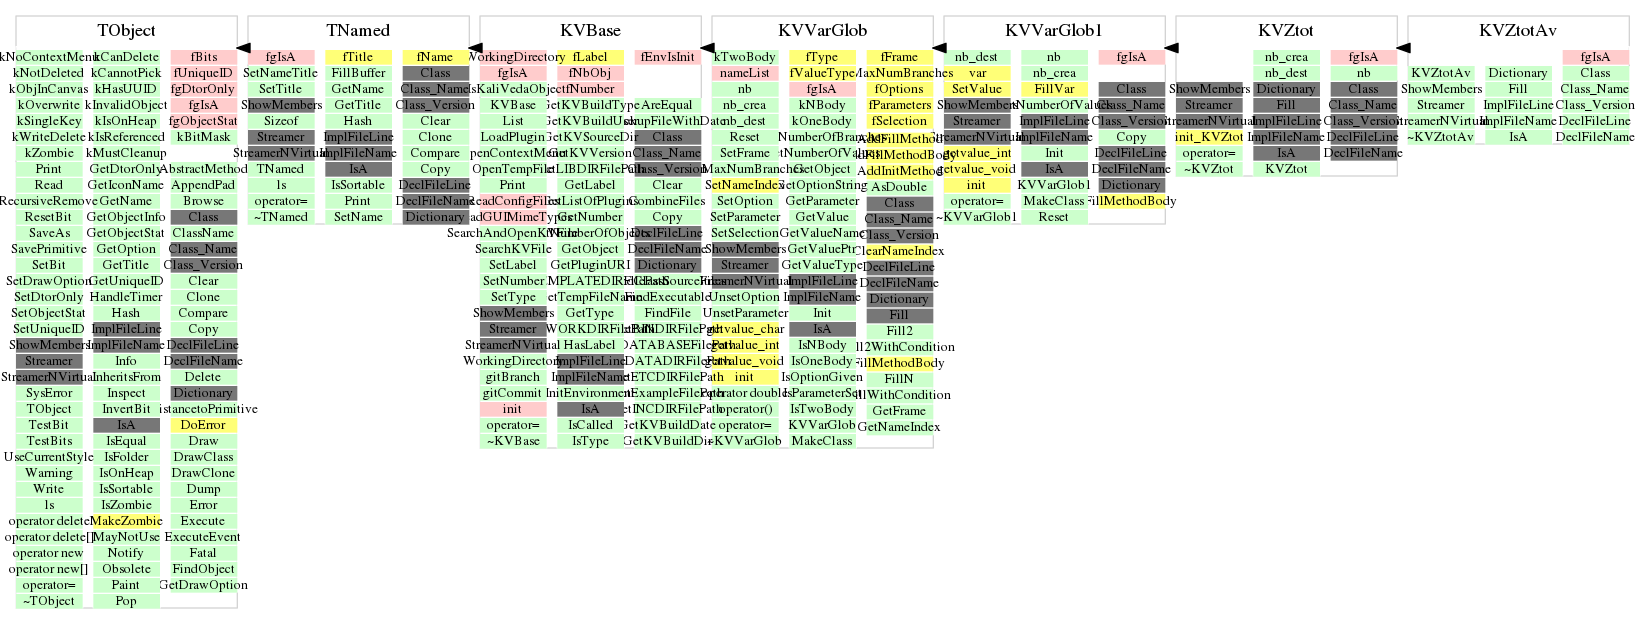 TObject
kNoContextMenu
kNotDeleted
kObjInCanvas
kOverwrite
kSingleKey
kWriteDelete
kZombie
Print
Read
RecursiveRemove
ResetBit
SaveAs
SavePrimitive
SetBit
SetDrawOption
SetDtorOnly
SetObjectStat
SetUniqueID
ShowMembers
Streamer
StreamerNVirtual
SysError
TObject
TestBit
TestBits
UseCurrentStyle
Warning
Write
ls
operator delete
operator delete[]
operator new
operator new[]
operator=
~TObject
kCanDelete
kCannotPick
kHasUUID
kInvalidObject
kIsOnHeap
kIsReferenced
kMustCleanup
GetDtorOnly
GetIconName
GetName
GetObjectInfo
GetObjectStat
GetOption
GetTitle
GetUniqueID
HandleTimer
Hash
ImplFileLine
ImplFileName
Info
InheritsFrom
Inspect
InvertBit
IsA
IsEqual
IsFolder
IsOnHeap
IsSortable
IsZombie
MakeZombie
MayNotUse
Notify
Obsolete
Paint
Pop
fBits
fUniqueID
fgDtorOnly
fgIsA
fgObjectStat
kBitMask
AbstractMethod
AppendPad
Browse
Class
ClassName
Class_Name
Class_Version
Clear
Clone
Compare
Copy
DeclFileLine
DeclFileName
Delete
Dictionary
istancetoPrimitive
DoError
Draw
DrawClass
DrawClone
Dump
Error
Execute
ExecuteEvent
Fatal
FindObject
GetDrawOption
TNamed
fgIsA
SetNameTitle
SetTitle
ShowMembers
Sizeof
Streamer
StreamerNVirtual
TNamed
ls
operator=
~TNamed
fTitle
FillBuffer
GetName
GetTitle
Hash
ImplFileLine
ImplFileName
IsA
IsSortable
Print
SetName
fName
Class
Class_Name
Class_Version
Clear
Clone
Compare
Copy
DeclFileLine
DeclFileName
Dictionary
KVBase
WorkingDirectory
fgIsA
IsKaliVedaObject
KVBase
List
LoadPlugin
OpenContextMenu
OpenTempFile
Print
ReadConfigFiles
ReadGUIMimeTypes
SearchAndOpenKVFile
SearchKVFile
SetLabel
SetNumber
SetType
ShowMembers
Streamer
StreamerNVirtual
WorkingDirectory
gitBranch
gitCommit
init
operator=
~KVBase
fLabel
fNbObj
fNumber
GetKVBuildType
GetKVBuildUser
GetKVSourceDir
GetKVVersion
GetLIBDIRFilePath
GetLabel
GetListOfPlugins
GetNumber
GetNumberOfObjects
GetObject
GetPluginURI
GetTEMPLATEDIRFilePath
GetTempFileName
GetType
GetWORKDIRFilePath
HasLabel
ImplFileLine
ImplFileName
InitEnvironment
IsA
IsCalled
IsType
fEnvIsInit
AreEqual
BackupFileWithDate
Class
Class_Name
Class_Version
Clear
CombineFiles
Copy
DeclFileLine
DeclFileName
Dictionary
FindClassSourceFiles
FindExecutable
FindFile
GetBINDIRFilePath
GetDATABASEFilePath
GetDATADIRFilePath
GetETCDIRFilePath
GetExampleFilePath
GetINCDIRFilePath
GetKVBuildDate
GetKVBuildDir
KVVarGlob
kTwoBody
nameList
nb
nb_crea
nb_dest
Reset
SetFrame
SetMaxNumBranches
SetNameIndex
SetOption
SetParameter
SetSelection
ShowMembers
Streamer
StreamerNVirtual
UnsetOption
UnsetParameter
getvalue_char
getvalue_int
getvalue_void
init
operator double
operator()
operator=
~KVVarGlob
fType
fValueType
fgIsA
kNBody
kOneBody
GetNumberOfBranches
GetNumberOfValues
GetObject
GetOptionString
GetParameter
GetValue
GetValueName
GetValuePtr
GetValueType
ImplFileLine
ImplFileName
Init
IsA
IsNBody
IsOneBody
IsOptionGiven
IsParameterSet
IsTwoBody
KVVarGlob
MakeClass
fFrame
fMaxNumBranches
fOptions
fParameters
fSelection
AddFillMethod
AddFillMethodBody
AddInitMethod
AsDouble
Class
Class_Name
Class_Version
ClearNameIndex
DeclFileLine
DeclFileName
Dictionary
Fill
Fill2
Fill2WithCondition
FillMethodBody
FillN
FillWithCondition
GetFrame
GetNameIndex
KVVarGlob1
nb_dest
var
SetValue
ShowMembers
Streamer
StreamerNVirtual
getvalue_int
getvalue_void
init
operator=
~KVVarGlob1
nb
nb_crea
FillVar
GetNumberOfValues
ImplFileLine
ImplFileName
Init
IsA
KVVarGlob1
MakeClass
Reset
fgIsA
Class
Class_Name
Class_Version
Copy
DeclFileLine
DeclFileName
Dictionary
FillMethodBody
KVZtot
ShowMembers
Streamer
StreamerNVirtual
init_KVZtot
operator=
~KVZtot
nb_crea
nb_dest
Dictionary
Fill
ImplFileLine
ImplFileName
IsA
KVZtot
fgIsA
nb
Class
Class_Name
Class_Version
DeclFileLine
DeclFileName
KVZtotAv
KVZtotAv
ShowMembers
Streamer
StreamerNVirtual
~KVZtotAv
Dictionary
Fill
ImplFileLine
ImplFileName
IsA
fgIsA
Class
Class_Name
Class_Version
DeclFileLine
DeclFileName